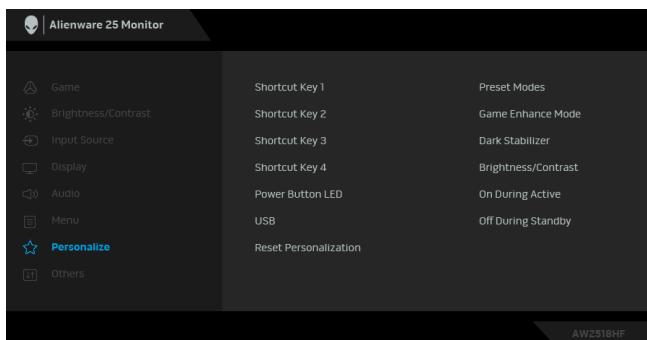 Alienware 25 Monitor
Game
Brightness/Contrast
Input Source
Display
Audio
Menu
Personalize
Others
Shortcut Key 1 Preset Modes
Shortcut Key 2 Game Enhance Mode
Shortcut Key 3 Dark Stabilizer
Shortcut Key 4 Brightness/Contrast
Power Button LED On During Active
USB Off During Standby
Reset Personalization
AW2518HF